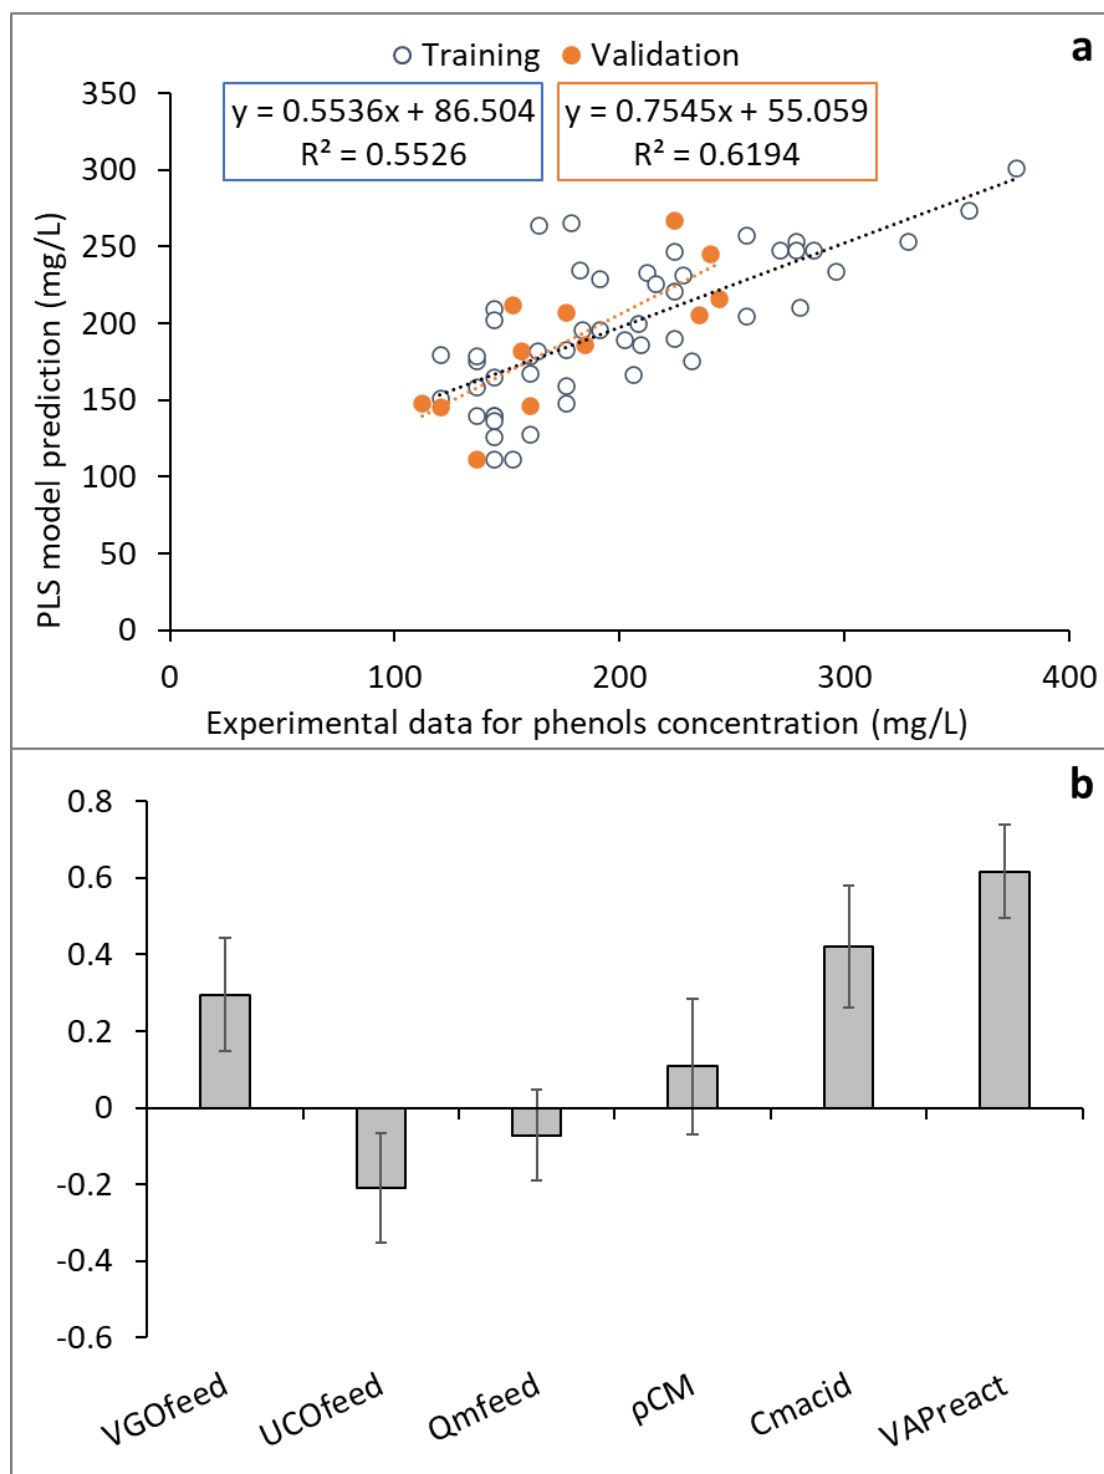 a
Training Validation
y = 0.5536x + 86.504
R² = 0.5526
y = 0.7545x + 55.059
R² = 0.6194
PLS model prediction (mg/L)
350
300
250
200
150
100
50
0
0 100 200 300 400
Experimental data for phenols concentration (mg/L)
b
0.8
0.6
0.4
0.2
0
-0.2
-0.4
-0.6
VGOfeed UCOfeed Qmfeed ρCM Cmacid VAPreact